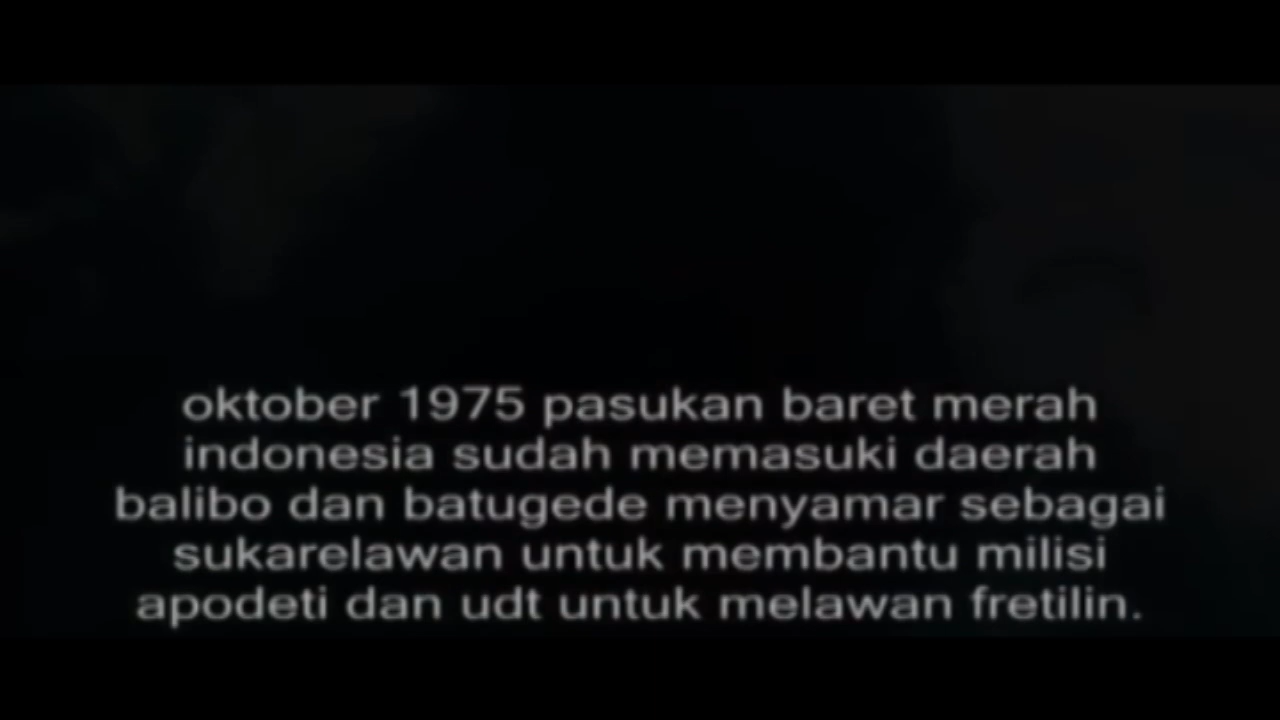 oktober 1975 pasukan baret merah
indonesia sudah memasuki daerah
balibo dan batugede menyamar sebagai
sukarelawan untuk membantu milisi
apodeti dan udt untuk melawan fretilin.